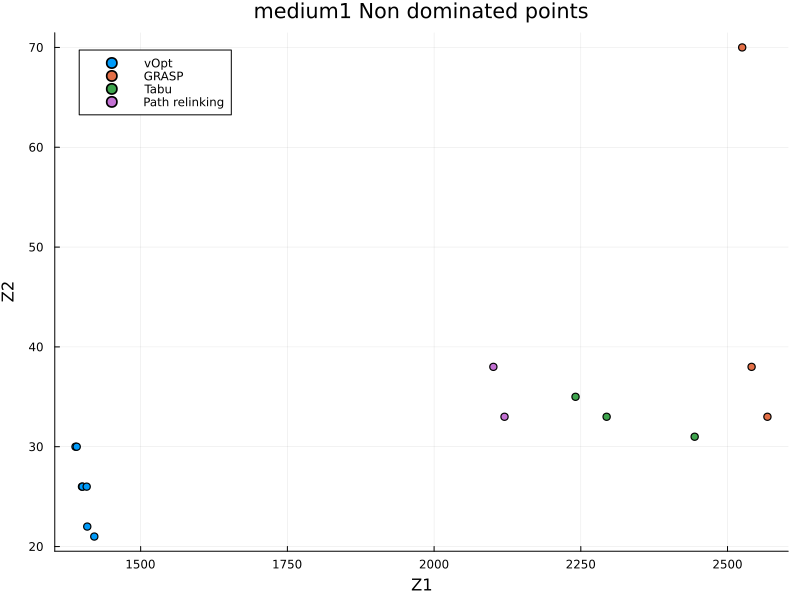 medium1 Non dominated points
70
60
50
40
30
20
Z2
vOpt
GRASP
Tabu
Path relinking
1500
1750
2000
2250
2500
Z1